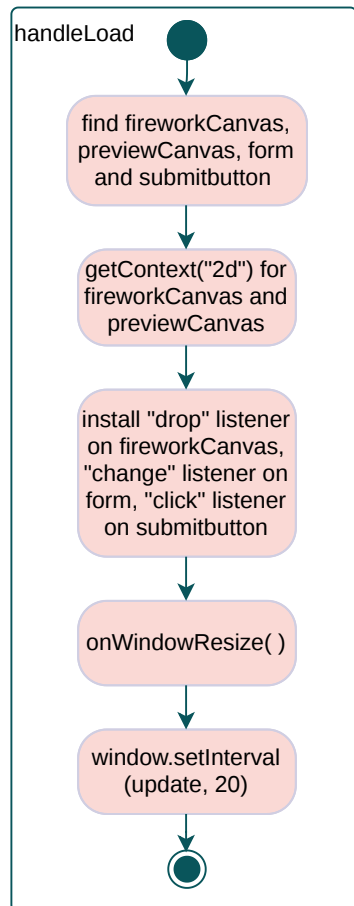 handleLoad
find fireworkCanvas,
previewCanvas, form
and submitbutton
getContext("2d") for
fireworkCanvas and
previewCanvas
install "drop" listener
on fireworkCanvas,
"change" listener on
form, "click" listener
on submitbutton
onWindowResize( )
window.setInterval
(update, 20)